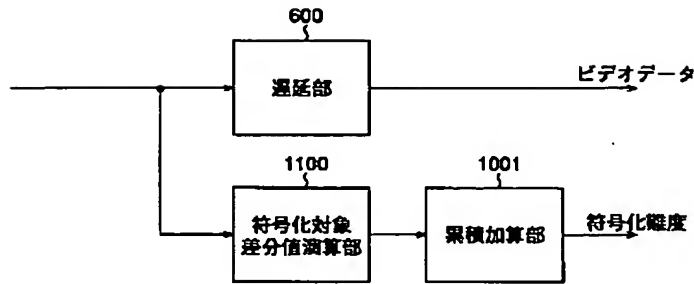 600
遅延部
ビデオデータ
1100
符号化対象
差分値演算部
1001
累積加算部
符号化難度